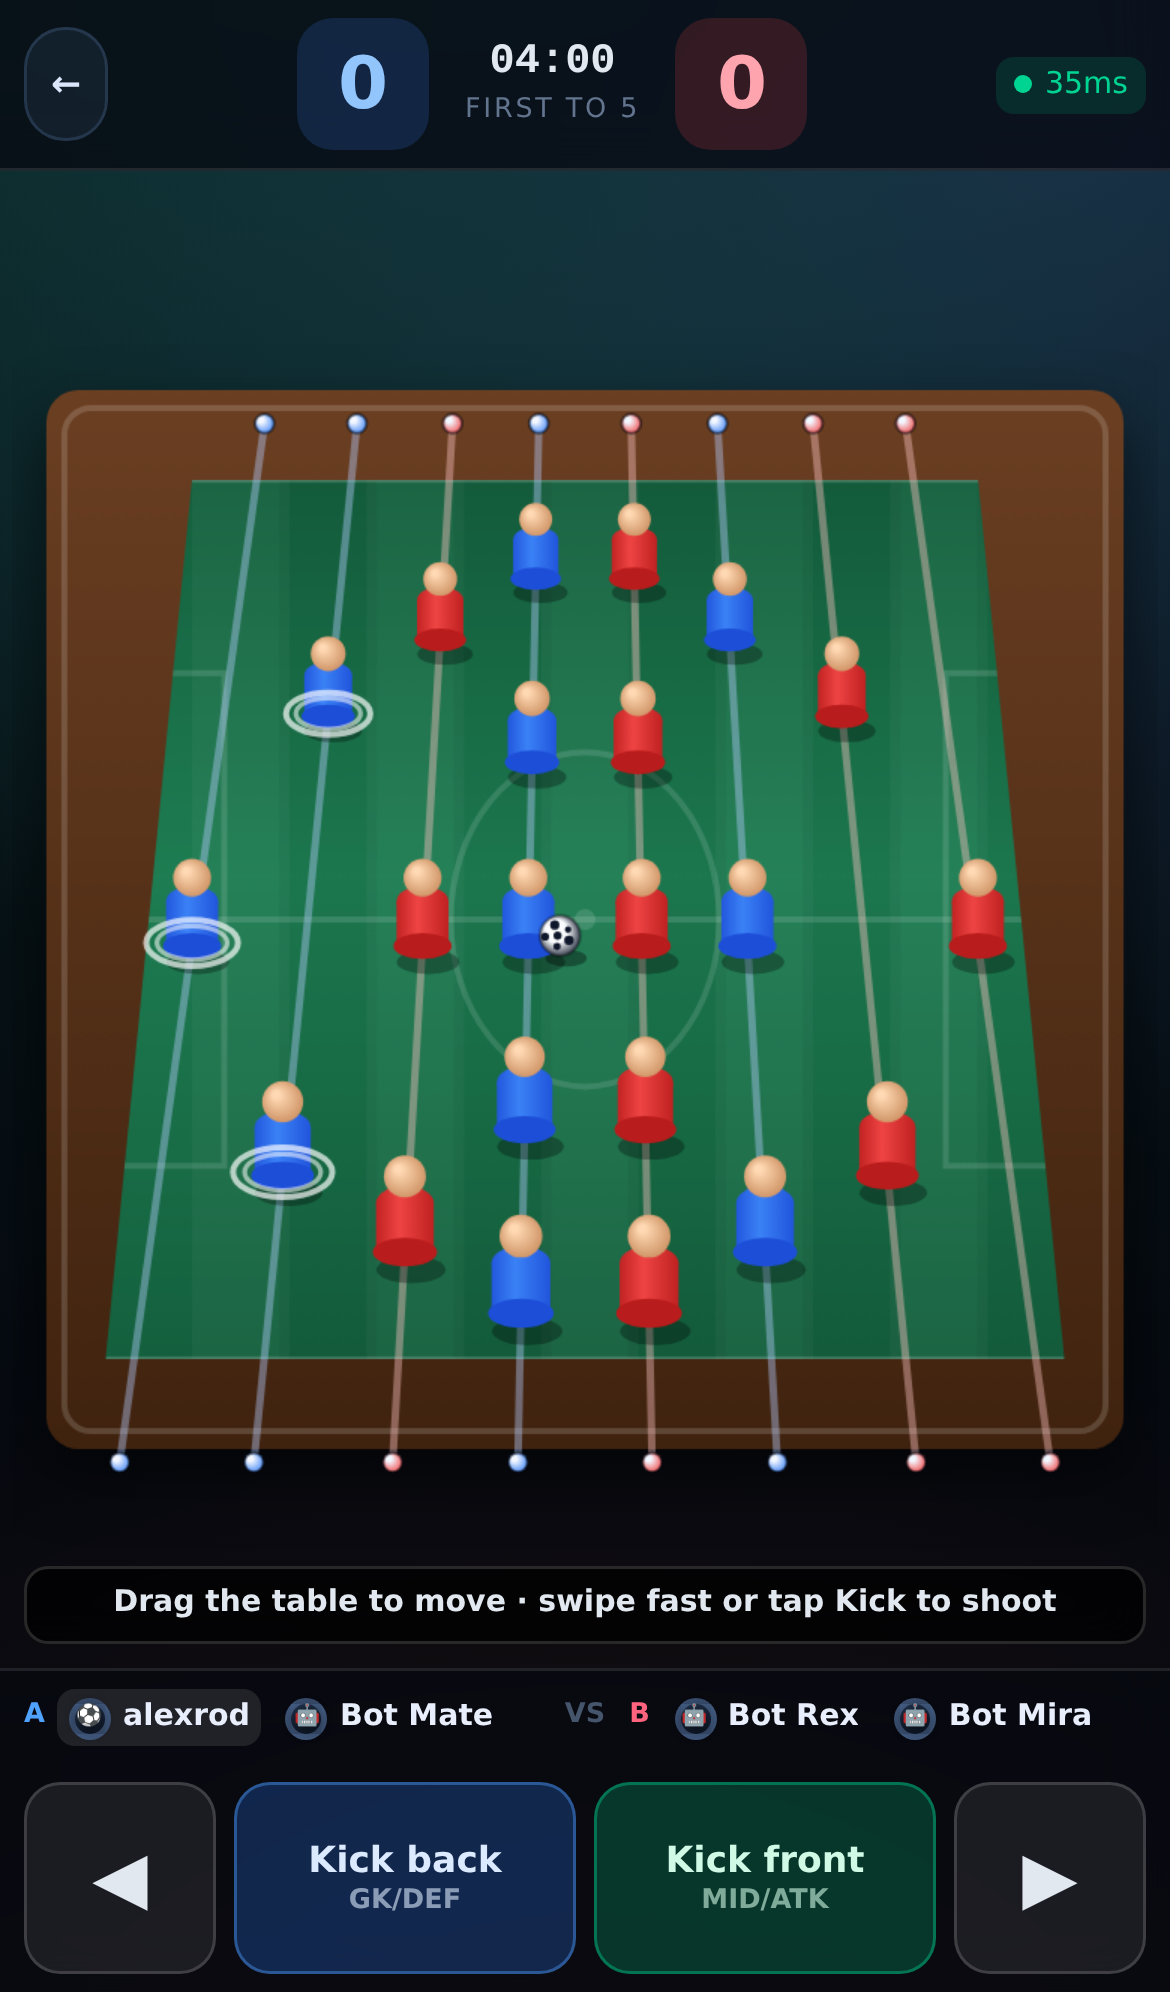 ←
0
04:00
FIRST TO 5
0
35ms
Drag the table to move · swipe fast or tap Kick to shoot
A alexrod Bot Mate VS B Bot Rex Bot Mira
◀
Kick back
GK/DEF
Kick front
MID/ATK
▶